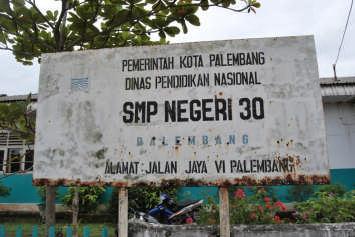 PEMERINTAH KOTA PALEMBANG
DINAS PENDIDIKAN NASIONAL
SMP NEGERI 30
PALEMBANG
ALAMAT : JALAN JAYA VI PALEMBANG